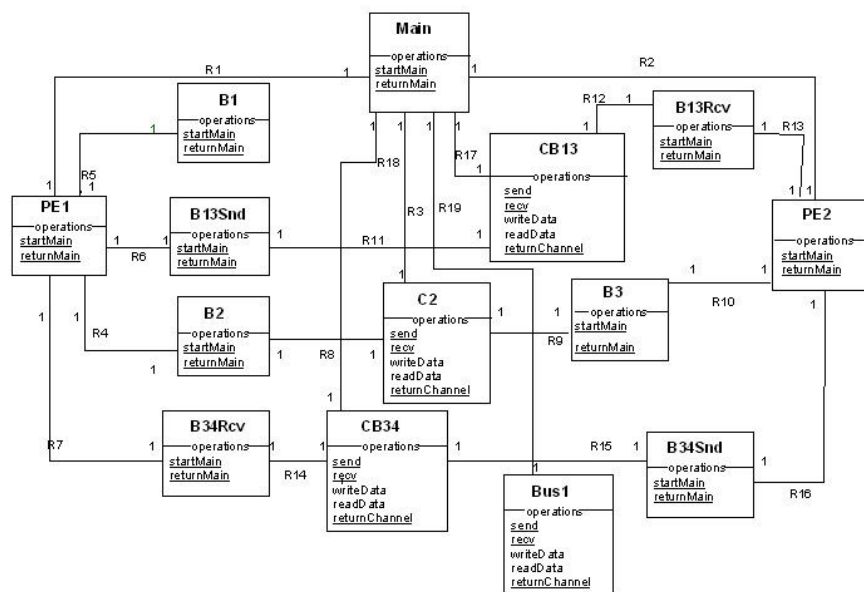 Main
operations
startMain
returnMain
R1
1
1
R2
B1
operations
startMain
returnMain
1
R5
1
1
R18
1
1
1
1
R17
R3
R19
1
CB13
operations
send
recv
writeData
readData
returnChannel
R12
1
1
B13Rcv
operations
startMain
returnMain
1
R13
1
1
PE1
operations
startMain
returnMain
1
1
R6
B13Snd
operations
startMain
returnMain
1
R11
1
PE2
operations
startMain
returnMain
1
1
R4
1
B2
operations
startMain
returnMain
1
R8
1
1
C2
operations
send
recv
writeData
readData
returnChannel
1
1
R9
B3
operations
startMain
returnMain
1
1
R10
1
R7
1
B34Rcv
operations
startMain
returnMain
1
1
R14
1
CB34
operations
send
recv
writeData
readData
returnChannel
1
R15
1
B34Snd
operations
startMain
returnMain
1
R16
1
Bus1
operations
send
recv
writeData
readData
returnChannel